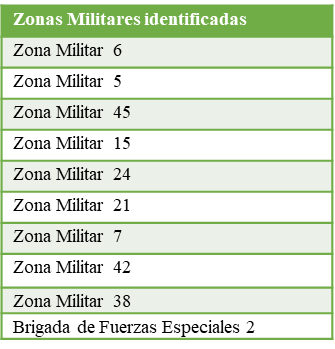 Zonas Militares identificadas
Zona Militar 6
Zona Militar 5
Zona Militar 45
Zona Militar 15
Zona Militar 24
Zona Militar 21
Zona Militar 7
Zona Militar 42
Zona Militar 38
Brigada de Fuerzas Especiales 2